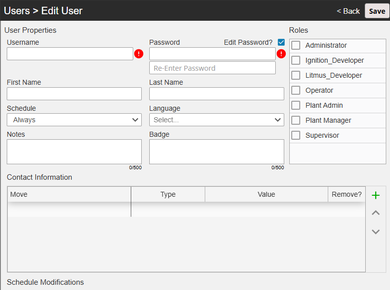 Users > Edit User
< Back
Save
User Properties
Username
Password
Edit Password?
Re-Enter Password
First Name
Last Name
Schedule
Language
Always
Select...
Notes
Badge
0/500
0/500
Roles
Administrator
Ignition_Developer
Litmus_Developer
Operator
Plant Admin
Plant Manager
Supervisor
Contact Information
Move
Type
Value
Remove?
Schedule Modifications